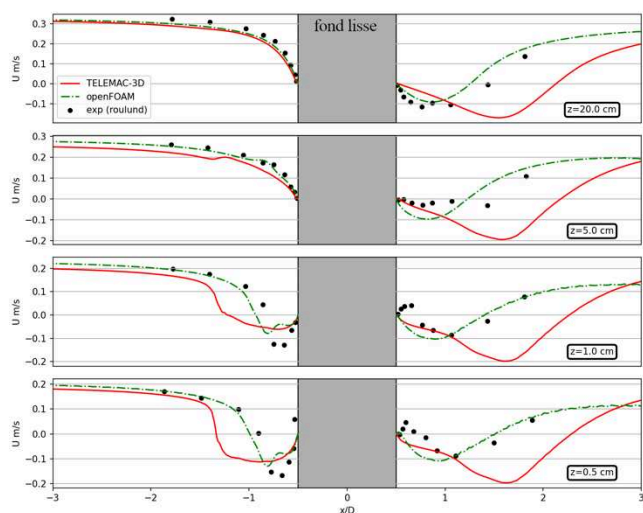 fond lisse
0.3
0.2
0.1
0.0
−0.1
U m/s
TELEMAC-3D
openFOAM
exp (roulund)
z=20.0 cm
0.3
0.2
0.1
0.0
−0.1
−0.2
U m/s
z=5.0 cm
0.2
0.1
0.0
−0.1
−0.2
U m/s
z=1.0 cm
0.2
0.1
0.0
−0.1
−0.2
U m/s
z=0.5 cm
−3 −2 −1 0 1 2 3
x/D